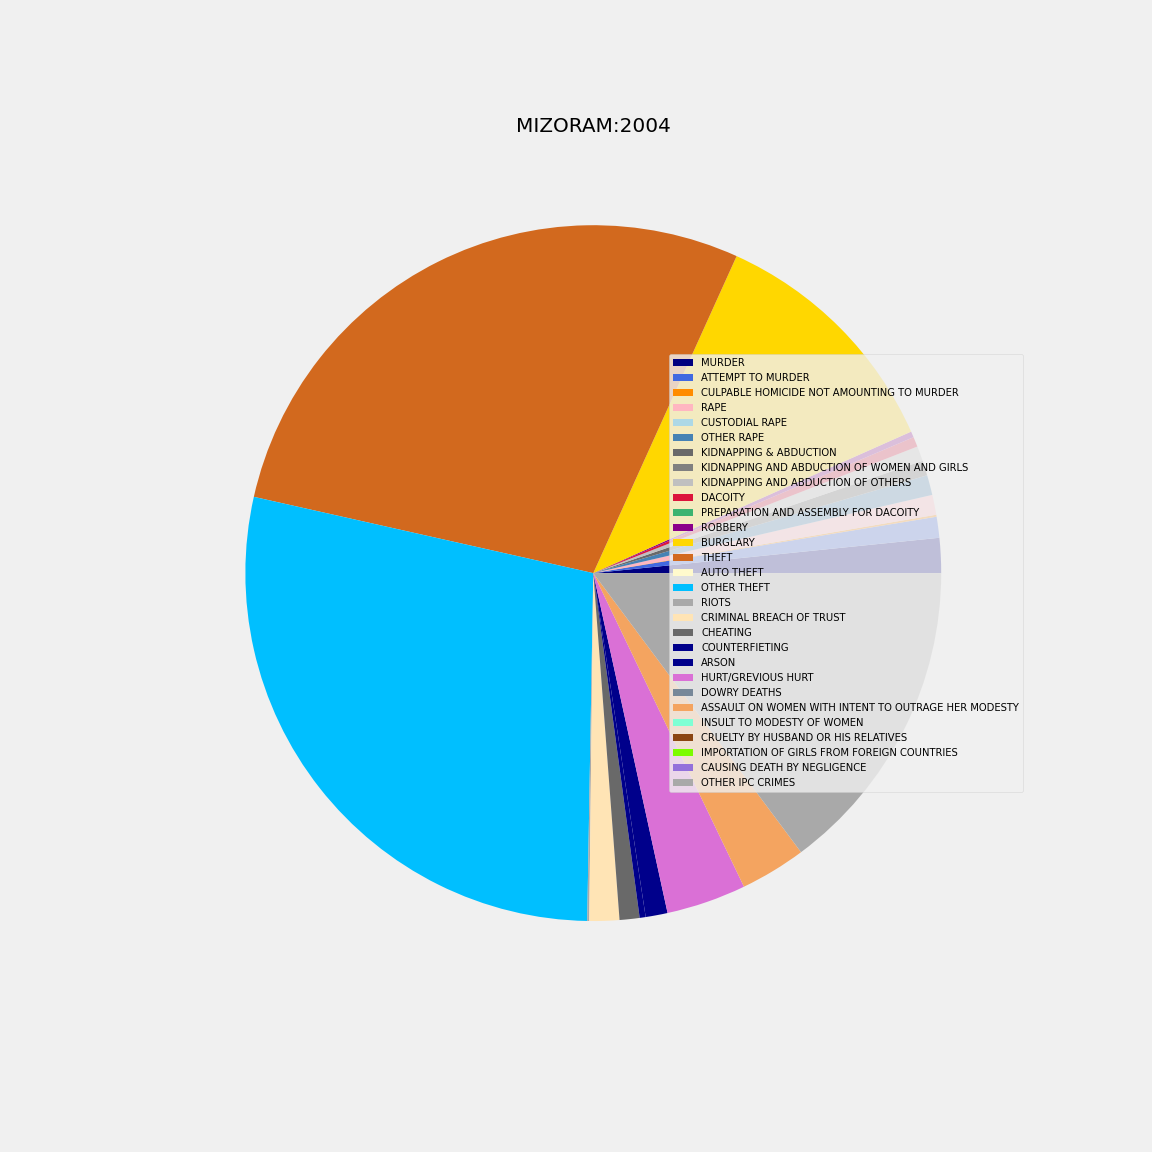 MIZORAM:2004
MURDER
ATTEMPT TO MURDER
CULPABLE HOMICIDE NOT AMOUNTING TO MURDER
RAPE
CUSTODIAL RAPE
OTHER RAPE
KIDNAPPING & ABDUCTION
KIDNAPPING AND ABDUCTION OF WOMEN AND GIRLS
KIDNAPPING AND ABDUCTION OF OTHERS
DACOITY
PREPARATION AND ASSEMBLY FOR DACOITY
ROBBERY
BURGLARY
THEFT
AUTO THEFT
OTHER THEFT
RIOTS
CRIMINAL BREACH OF TRUST
CHEATING
COUNTERFIETING
ARSON
HURT/GREVIOUS HURT
DOWRY DEATHS
ASSAULT ON WOMEN WITH INTENT TO OUTRAGE HER MODESTY
INSULT TO MODESTY OF WOMEN
CRUELTY BY HUSBAND OR HIS RELATIVES
IMPORTATION OF GIRLS FROM FOREIGN COUNTRIES
CAUSING DEATH BY NEGLIGENCE
OTHER IPC CRIMES